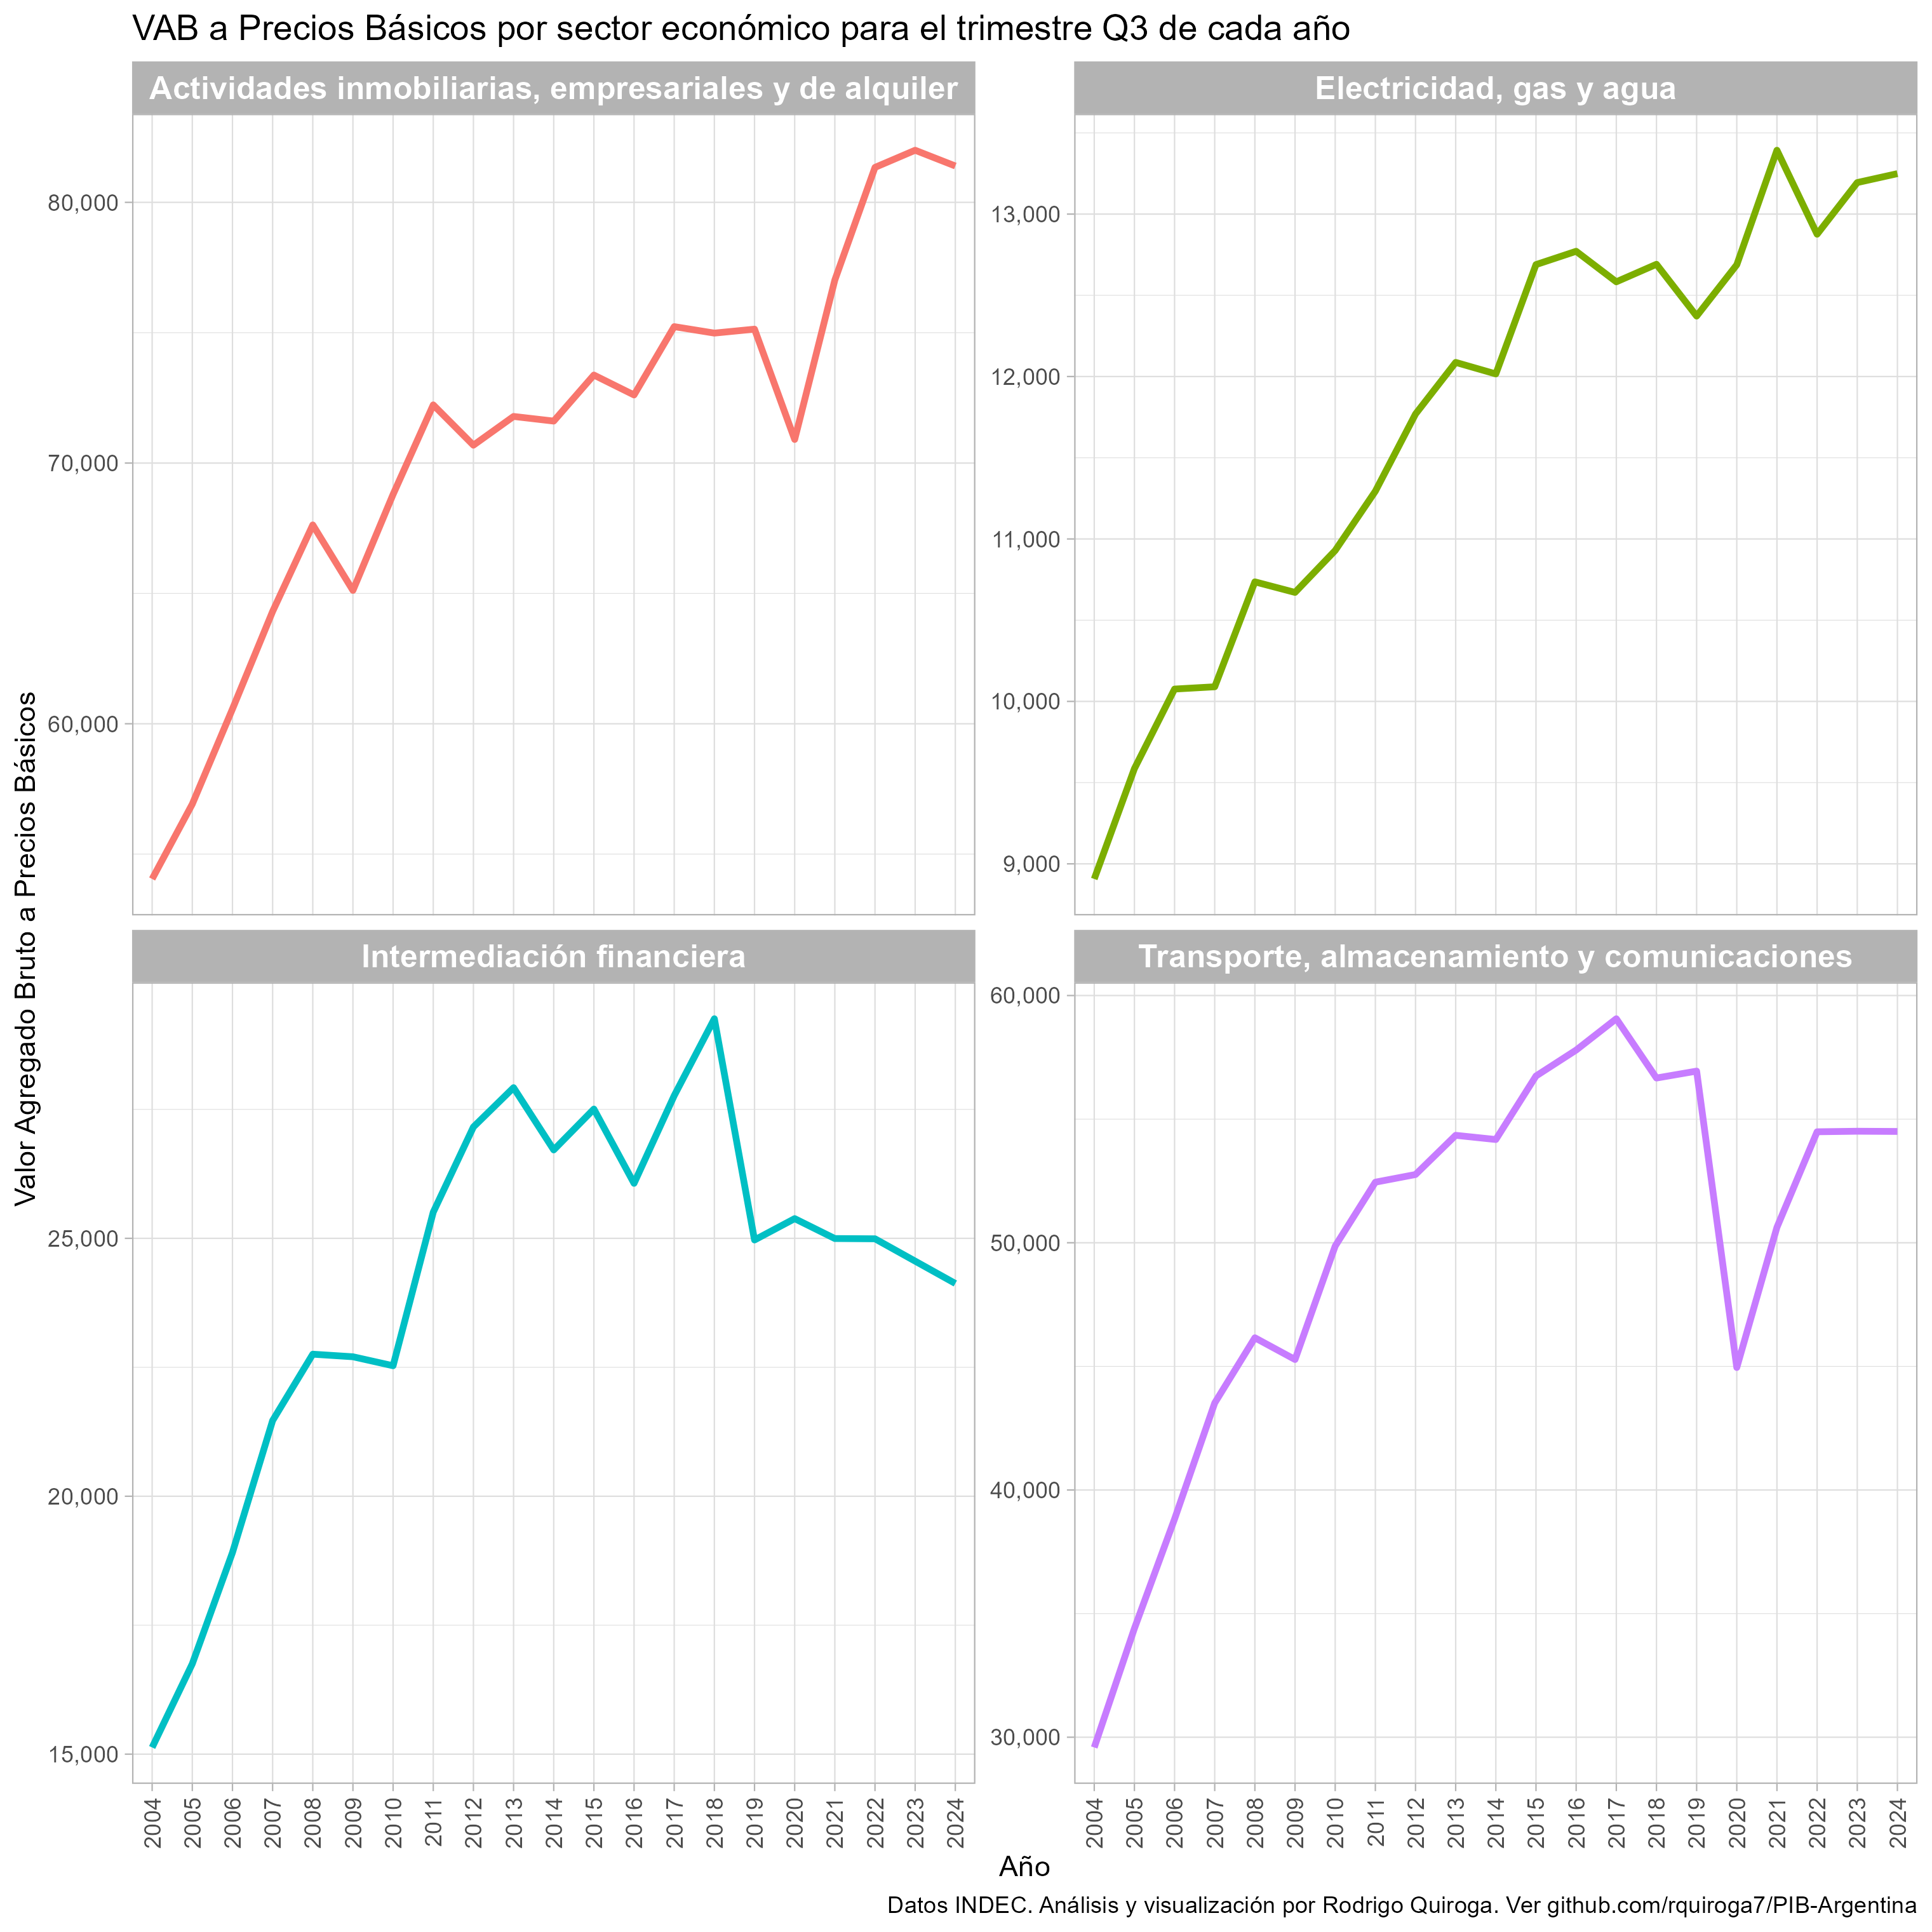 VAB a Precios Básicos por sector económico para el trimestre Q3 de cada año
Actividades inmobiliarias, empresariales y de alquiler
80,000
70,000
60,000
Electricidad, gas y agua
13,000
12,000
11,000
10,000
9,000
Valor Agregado Bruto a Precios Básicos
Intermediación financiera
25,000
20,000
15,000
2004 2005 2006 2007 2008 2009 2010 2011 2012 2013 2014 2015 2016 2017 2018 2019 2020 2021 2022 2023 2024
Transporte, almacenamiento y comunicaciones
60,000
50,000
40,000
30,000
2004 2005 2006 2007 2008 2009 2010 2011 2012 2013 2014 2015 2016 2017 2018 2019 2020 2021 2022 2023 2024
Año
Datos INDEC. Análisis y visualización por Rodrigo Quiroga. Ver github.com/rquiroga7/PIB-Argentina